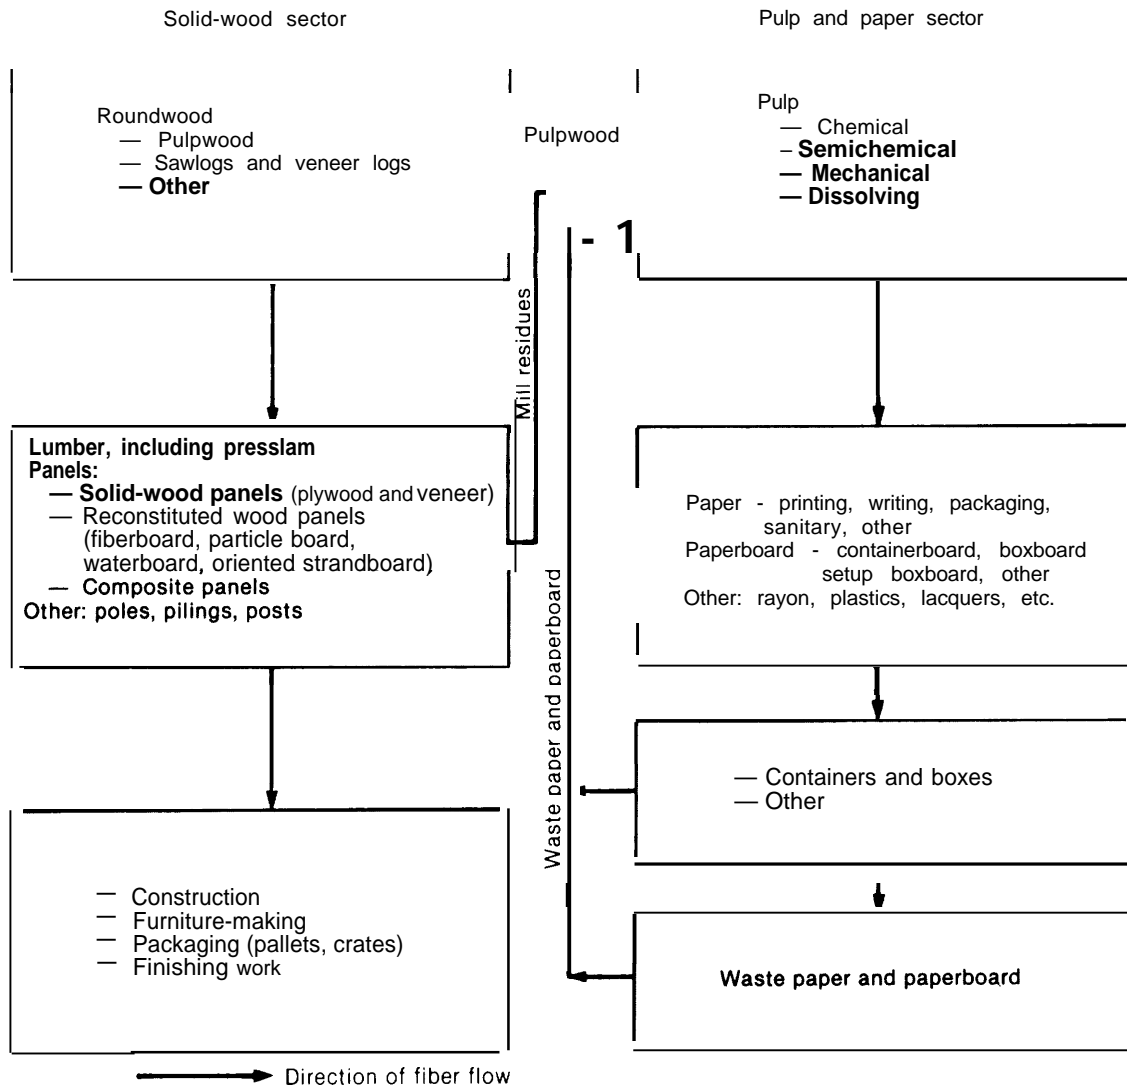 Solid-wood sector
Pulp and paper sector
Roundwood
— Pulpwood
— Sawlogs and veneer logs
— Other
Pulpwood
Pulp
— Chemical
– Semichemical
— Mechanical
— Dissolving
- 1
Mill residues
Lumber, including presslam
Panels:
— Solid-wood panels (plywood and veneer)
— Reconstituted wood panels
(fiberboard, particle board,
waterboard, oriented strandboard)
— Composite panels
Other: poles, pilings, posts
Waste paper and paperboard
Paper - printing, writing, packaging,
sanitary, other
Paperboard - containerboard, boxboard
setup boxboard, other
Other: rayon, plastics, lacquers, etc.
— Containers and boxes
— Other
— Construction
— Furniture-making
— Packaging (pallets, crates)
— Finishing work
Waste paper and paperboard
Direction of fiber flow